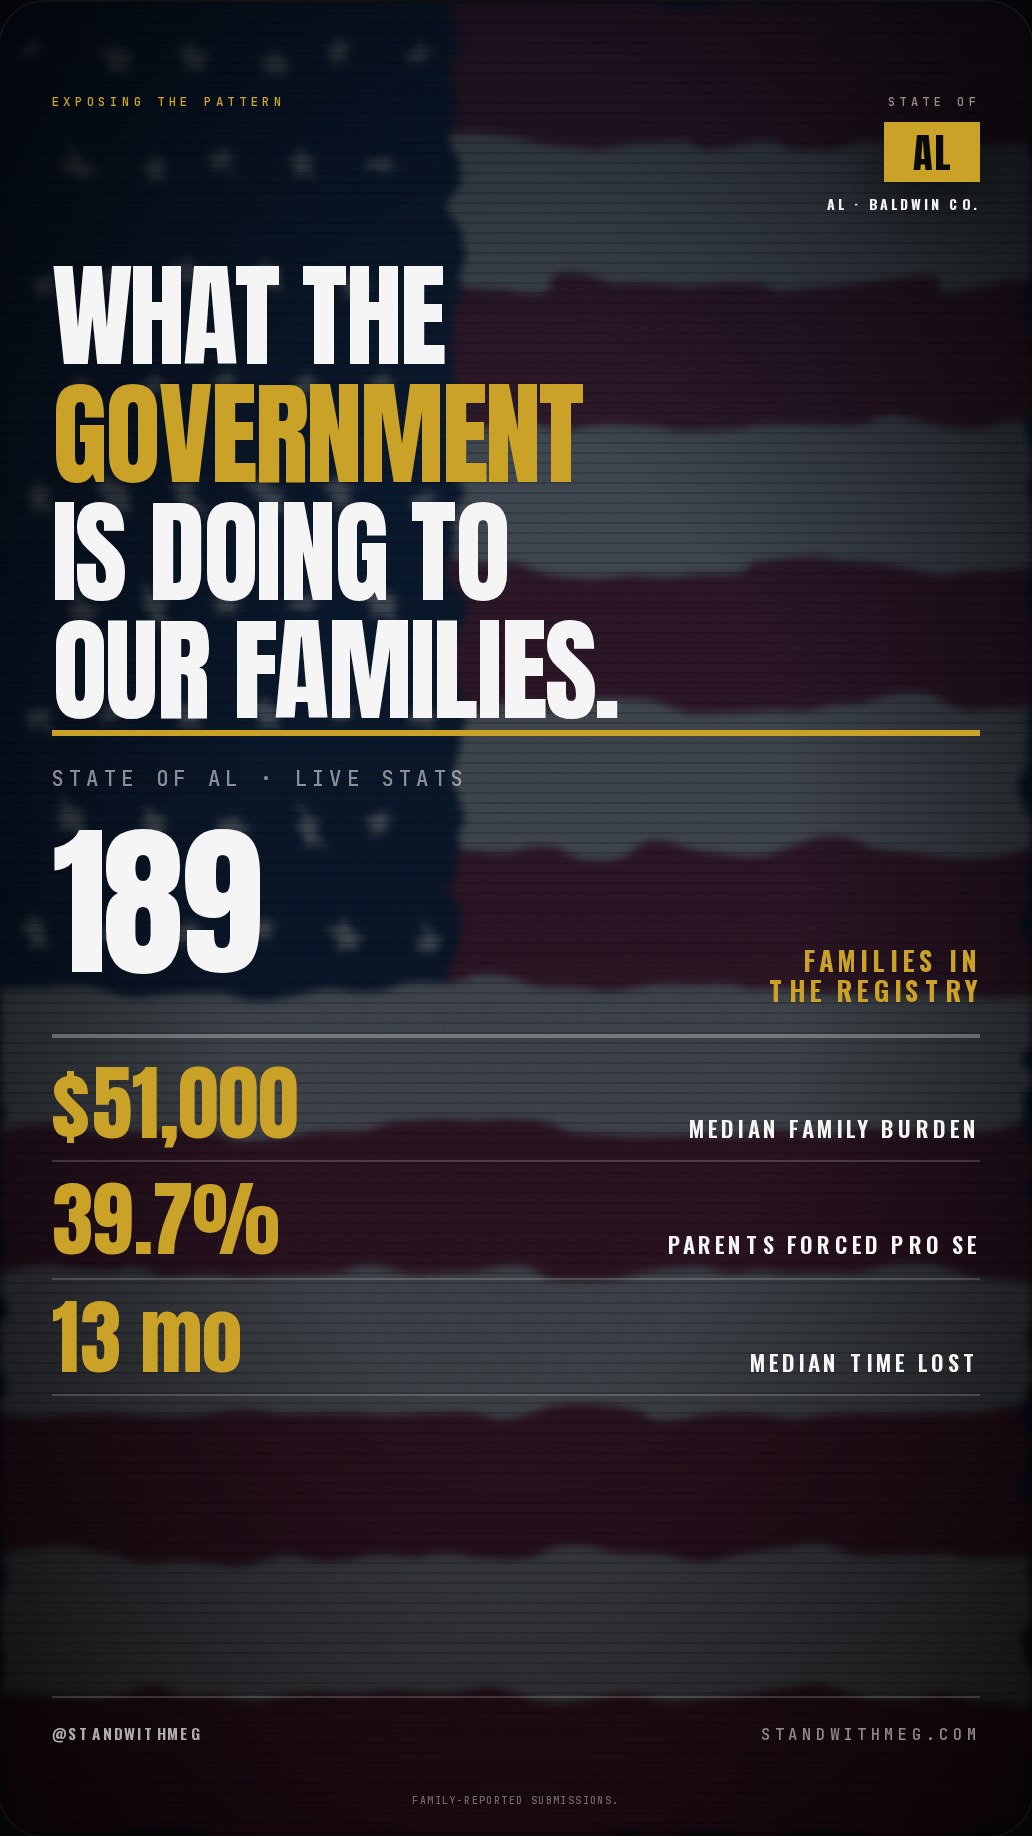 EXPOSING THE PATTERN
STATE OF
AL
AL · BALDWIN CO.
WHAT THE
GOVERNMENT
IS DOING TO
OUR FAMILIES.
STATE OF AL · LIVE STATS
189
FAMILIES IN
THE REGISTRY
$51,000
MEDIAN FAMILY BURDEN
39.7%
PARENTS FORCED PRO SE
13 mo
MEDIAN TIME LOST
@STANDWITHMEG
STANDWITHMEG.COM
FAMILY-REPORTED SUBMISSIONS.